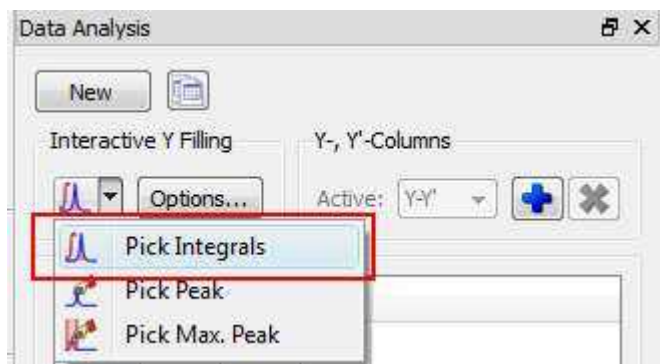 Data Analysis
New
Interactive Y Filling
Y-, Y'-Columns
Options...
Active: Y-Y'
Pick Integrals
Pick Peak
Pick Max. Peak